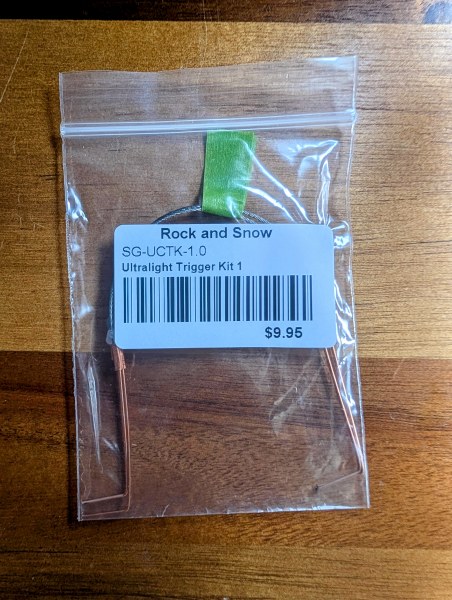 Rock and Snow
SG-UCTK-1.0
Ultralight Trigger Kit 1
$9.95